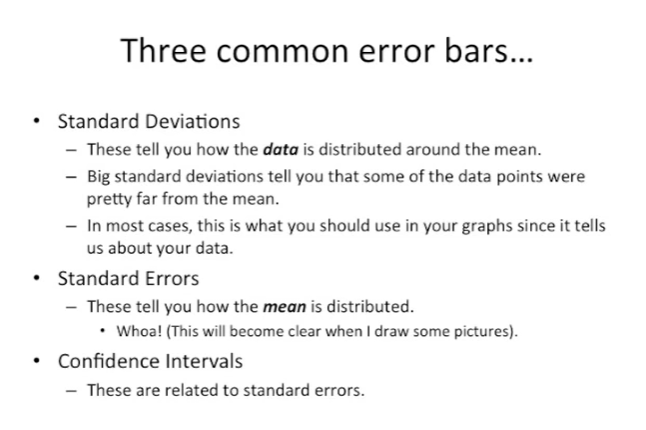 Three common error bars...
• Standard Deviations
– These tell you how the data is distributed around the mean.
– Big standard deviations tell you that some of the data points were
pretty far from the mean.
– In most cases, this is what you should use in your graphs since it tells
us about your data.
• Standard Errors
– These tell you how the mean is distributed.
• Whoa! (This will become clear when I draw some pictures).
• Confidence Intervals
– These are related to standard errors.